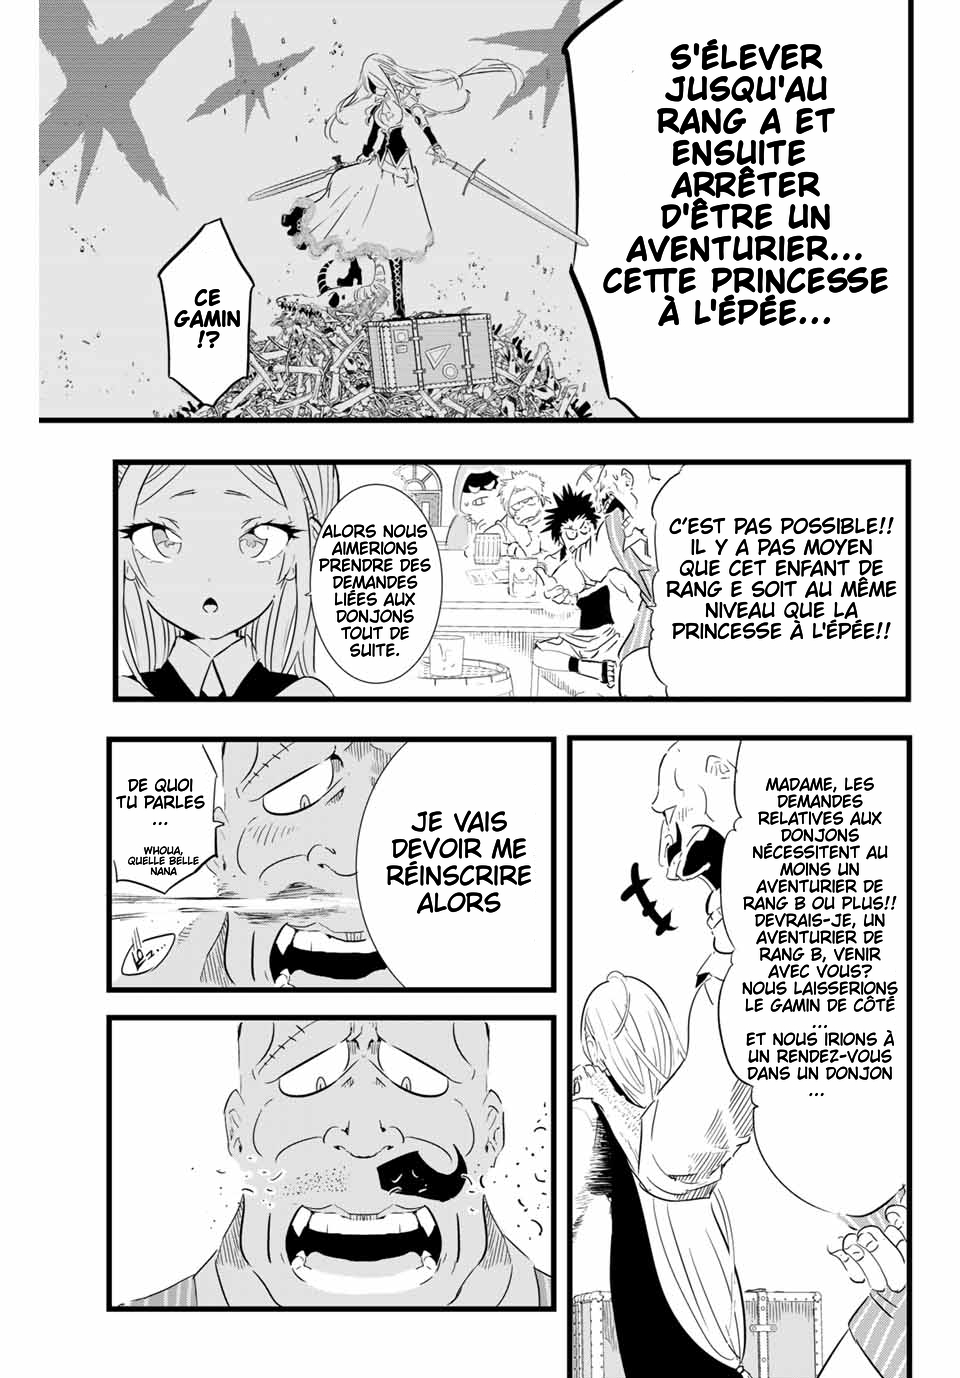 S'ÉLEVER
JUSQU'AU
RANG A ET
ENSUITE
ARRÊTER
D'ÊTRE UN
AVENTURIER...
CETTE PRINCESSE
À L'ÉPÉE...
CE
GAMIN
!?
C'EST PAS POSSIBLE!!
IL Y A PAS MOYEN
QUE CET ENFANT DE
RANG E SOIT AU MÊME
NIVEAU QUE LA
PRINCESSE À L'ÉPÉE!!
ALORS NOUS
AIMERIONS
PRENDRE DES
DEMANDES
LIÉES AUX
DONJONS
TOUT DE
SUITE.
MADAME, LES
DEMANDES
RELATIVES AUX
DONJONS
NÉCESSITENT AU
MOINS UN
AVENTURIER DE
RANG B OU PLUS!!
DEVRAIS-JE, UN
AVENTURIER DE
RANG B, VENIR
AVEC VOUS?
NOUS LAISSERIONS
LE GAMIN DE CÔTÉ
...
ET NOUS IRIONS À
UN RENDEZ-VOUS
DANS UN DONJON
...
JE VAIS
DEVOIR ME
RÉINSCRIRE
ALORS
DE QUOI
TU PARLES
...
WHOUA,
QUELLE BELLE
NANA